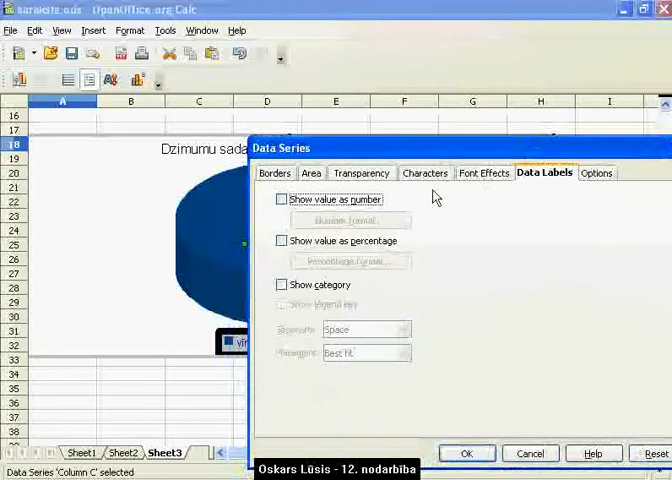 saraksts.ods - OpenOffice.org Calc
File Edit View Insert Format Tools Window Help
A B C D E F G H I
16
17
18
19
20
21
22
23
24
25
26
27
28
29
30
31
32
33
34
35
36
37
38
Dzimumu sada
vīr
Data Series
Borders Area Transparency Characters Font Effects Data Labels Options
Show value as number
Number format...
Show value as percentage
Percentage format...
Show category
Show legend key
Separator Space
Placement Best fit
OK Cancel Help Reset
Sheet1 Sheet2 Sheet3
Data Series 'Column C' selected
Oskars Lūsis - 12. nodarbība